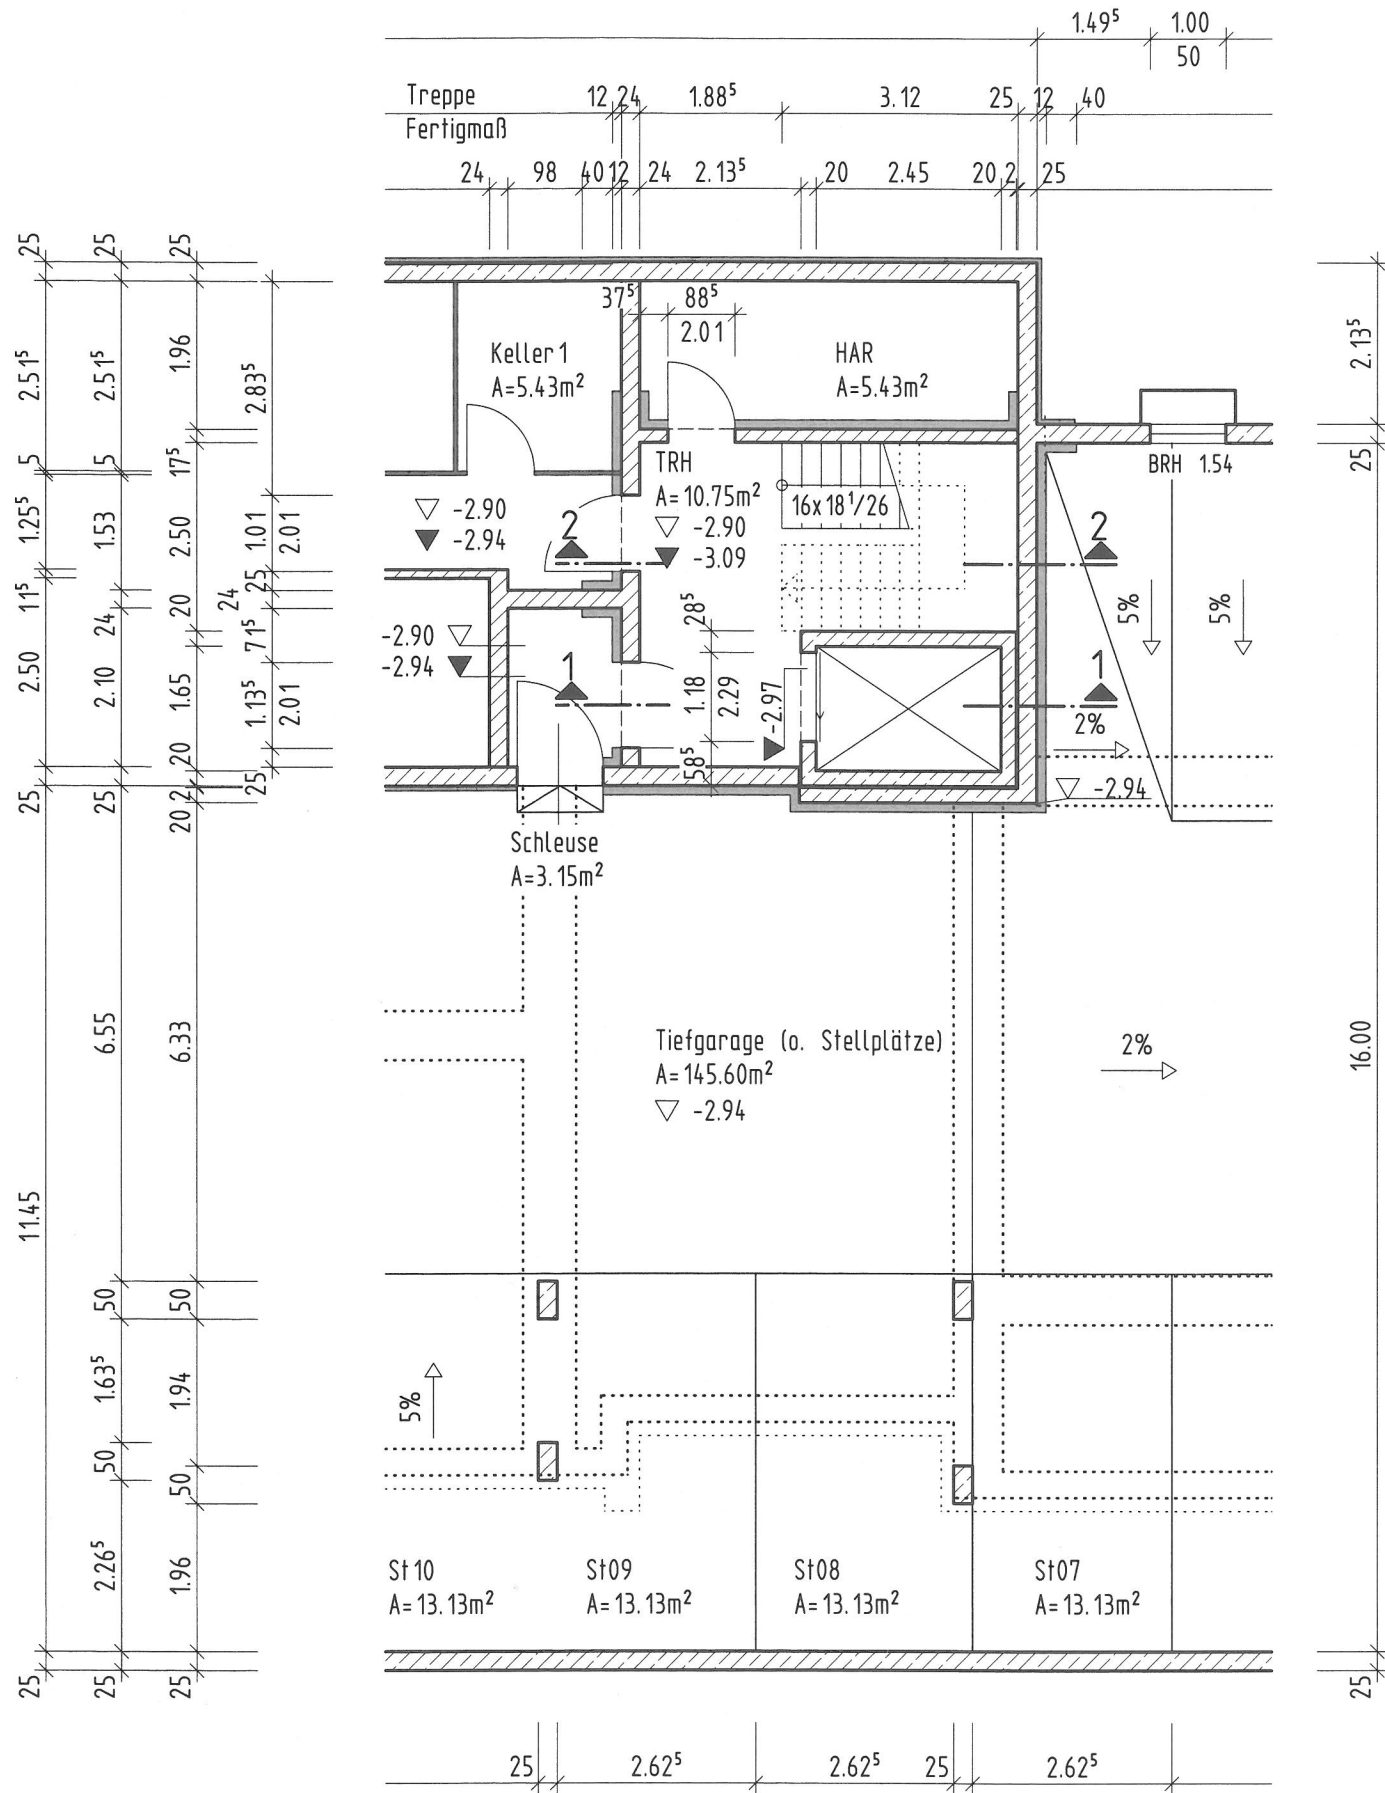 1.49⁵ 1.00
50
Treppe 12 24 1.88⁵ 3.12 25 12 40
Fertigmaß
24 98 40 12 24 2.13⁵ 20 2.45 20 2 25
25 25 25
37⁵ 88⁵
2.01
2.51⁵ 2.51⁵ 1.96 2.83⁵
Keller 1
A=5.43m²
HAR
A=5.43m²
2.13⁵
5 5 17⁵
TRH
A=10.75m²
-2.90
-3.09
16x18¹/26
BRH 1.54
25
1.25⁵ 1.53 2.50 1.01 2.01
-2.90
-2.94
2 2
11⁵ 24 20 24 25
28⁵
5% 5%
2.50 2.10 1.65 71⁵ 1.13⁵ 2.01
-2.90
-2.94
1 1
1.18 2.29 -2.97
2%
25 25 20 2 20 25
58⁵
-2.94
Schleuse
A=3.15m²
6.55 6.33
Tiefgarage (o. Stellplätze)
A=145.60m²
-2.94
2%
16.00
11.45
50 50
1.63⁵ 1.94
5%
50 50
2.26⁵ 1.96
St10
A=13.13m²
St09
A=13.13m²
St08
A=13.13m²
St07
A=13.13m²
25 25 25 25
25 2.62⁵ 2.62⁵ 25 2.62⁵